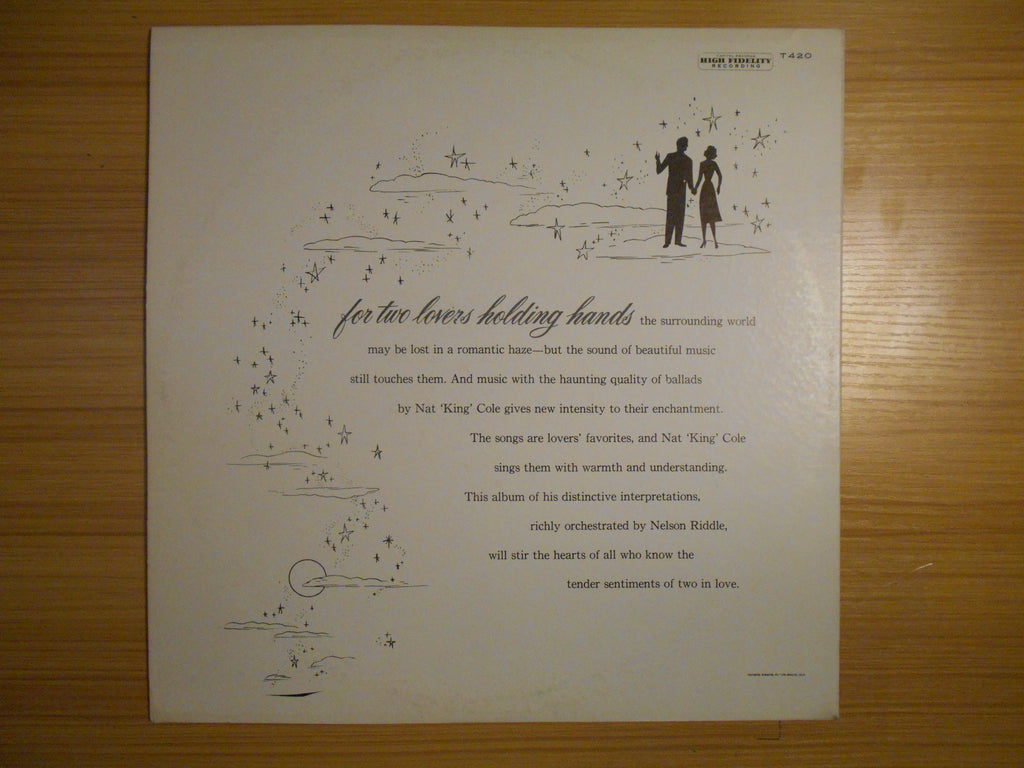 CAPITOL RECORDS
HIGH FIDELITY
RECORDING
T420
for two lovers holding hands the surrounding world
may be lost in a romantic haze—but the sound of beautiful music
still touches them. And music with the haunting quality of ballads
by Nat 'King' Cole gives new intensity to their enchantment.
The songs are lovers' favorites, and Nat 'King' Cole
sings them with warmth and understanding.
This album of his distinctive interpretations,
richly orchestrated by Nelson Riddle,
will stir the hearts of all who know the
tender sentiments of two in love.